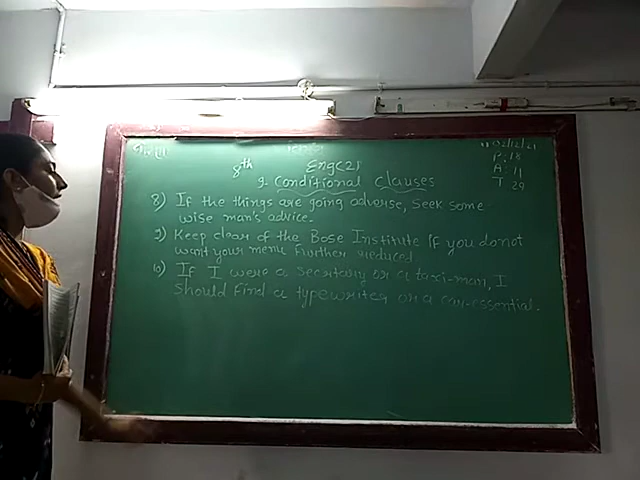 8th Eng(2)
P. 18
A. 11
T 29
9. Conditional Clauses
8) If the things are going adverse, seek some
wise man's advice.
9) Keep clear of the Bose Institute If you do not
want your menu further reduced.
10) If I were a secretary or a taxi-man, I
should find a typewriter or a car-essential.